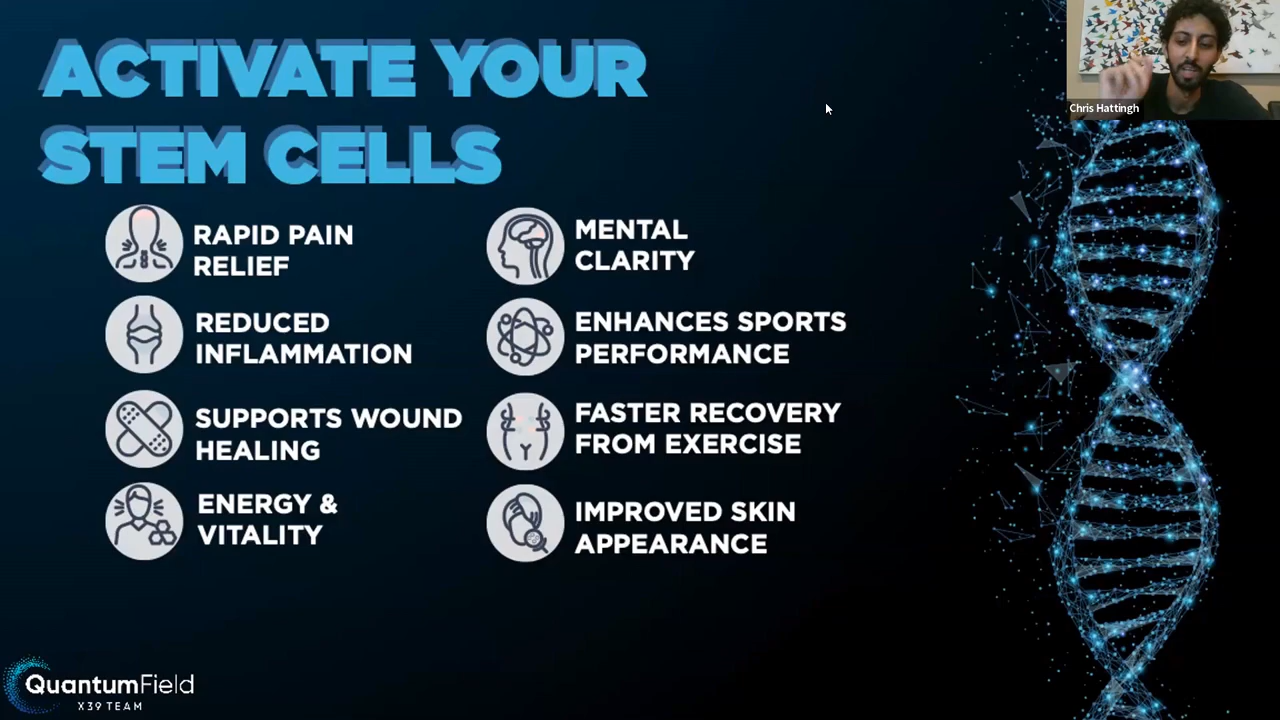 ACTIVATE YOUR
STEM CELLS
RAPID PAIN
RELIEF
REDUCED
INFLAMMATION
SUPPORTS WOUND
HEALING
ENERGY &
VITALITY
MENTAL
CLARITY
ENHANCES SPORTS
PERFORMANCE
FASTER RECOVERY
FROM EXERCISE
IMPROVED SKIN
APPEARANCE
Chris Hattingh
QuantumField
X39 TEAM